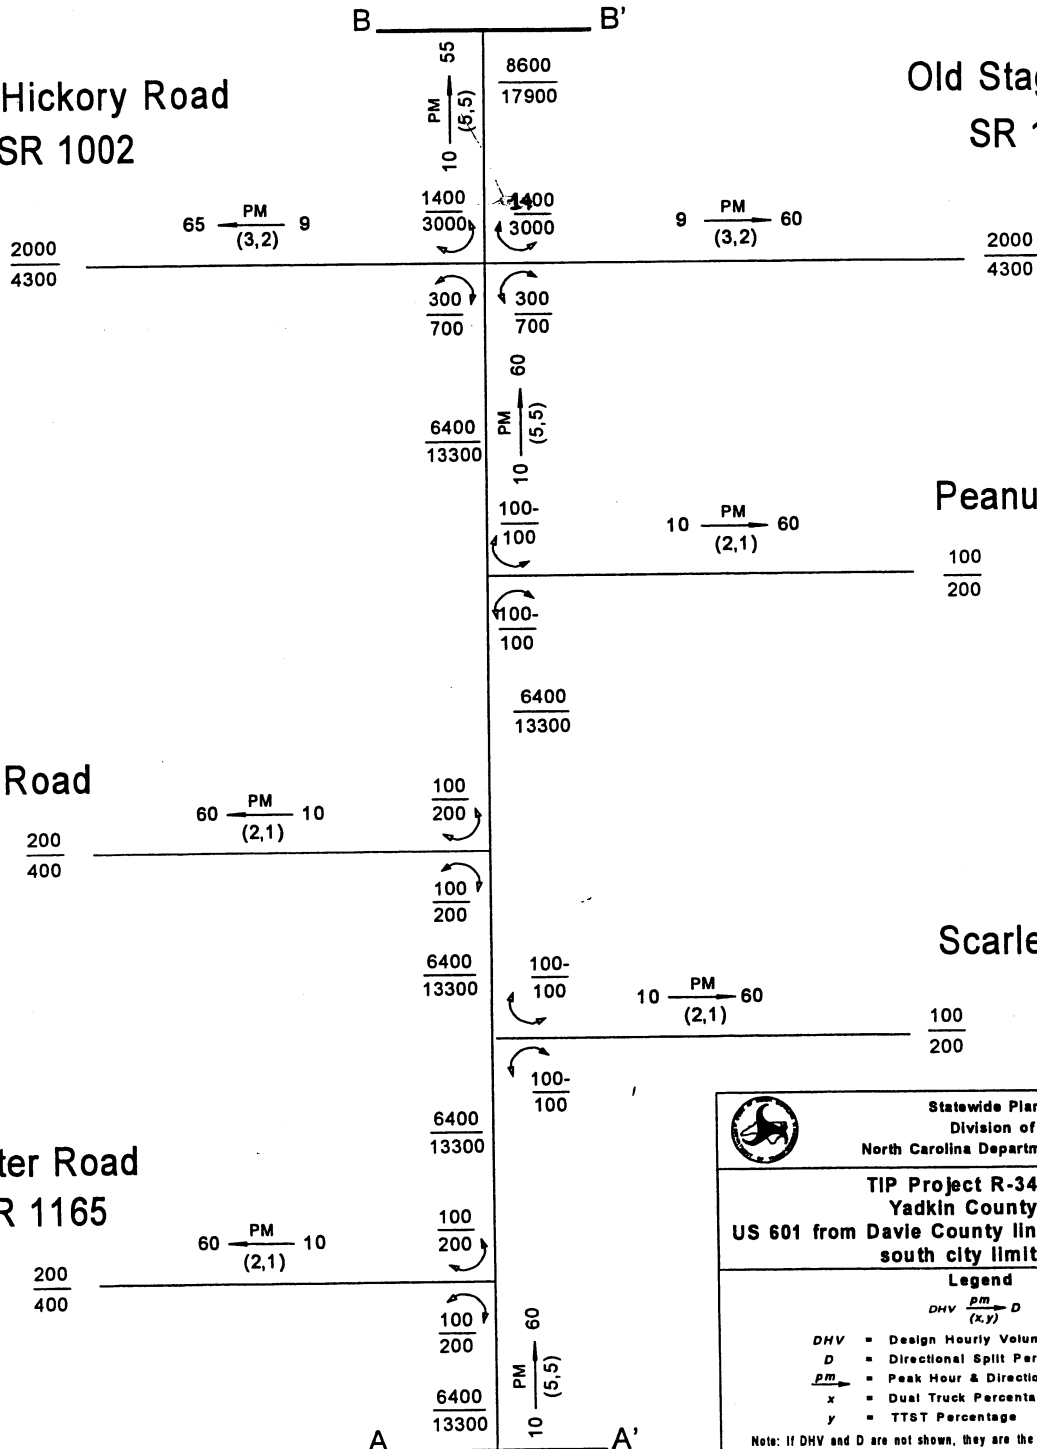 B B'
8600
17900
10 PM 55
(5,5)
Hickory Road
SR 1002
Old Sta
SR 1
65 PM 9
(3,2)
1400
3000
1400
3000
9 PM 60
(3,2)
2000
4300
2000
4300
300
700
300
700
10 PM 60
(5,5)
6400
13300
100-
100
10 PM 60
(2,1)
Peanu
100
200
100-
100
6400
13300
Road
60 PM 10
(2,1)
100
200
200
400
100
200
6400
13300
100-
100
10 PM 60
(2,1)
Scarle
100
200
100-
100
6400
13300
ter Road
R 1165
60 PM 10
(2,1)
100
200
200
400
100
200
10 PM 60
(5,5)
6400
13300
A A'
Statewide Plan
Division of
North Carolina Departm
TIP Project R-34
Yadkin County
US 601 from Davie County lin
south city limit
Legend
DHV pm D
(x,y)
DHV = Design Hourly Volum
D = Directional Split Per
pm = Peak Hour & Directio
x = Dual Truck Percenta
y = TTST Percentage
Note: If DHV and D are not shown, they are the